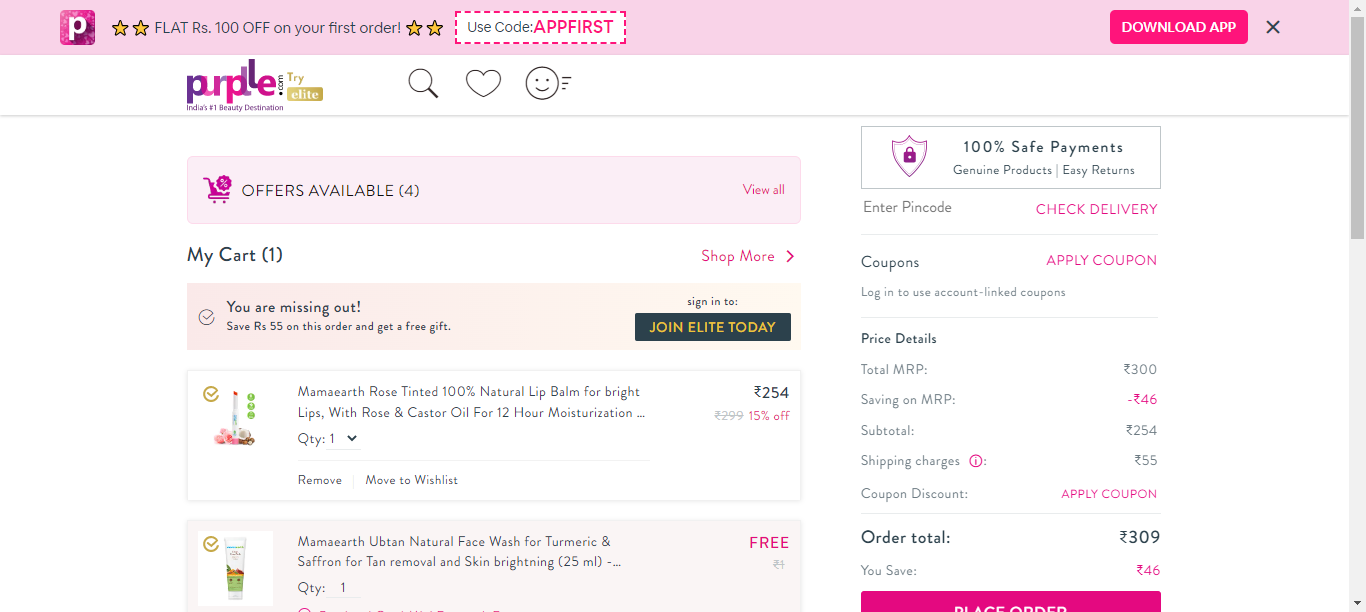 FLAT Rs. 100 OFF on your first order!
Use Code:APPFIRST
DOWNLOAD APP
purplle.com
Try
elite
India's #1 Beauty Destination
OFFERS AVAILABLE (4)
View all
My Cart (1)
Shop More
You are missing out!
Save Rs 55 on this order and get a free gift.
sign in to:
JOIN ELITE TODAY
Mamaearth Rose Tinted 100% Natural Lip Balm for bright
Lips, With Rose & Castor Oil For 12 Hour Moisturization ...
₹254
₹299 15% off
Qty: 1
Remove
Move to Wishlist
Mamaearth Ubtan Natural Face Wash for Turmeric &
Saffron for Tan removal and Skin brightning (25 ml) -...
FREE
₹1
Qty: 1
100% Safe Payments
Genuine Products | Easy Returns
Enter Pincode
CHECK DELIVERY
Coupons
APPLY COUPON
Log in to use account-linked coupons
Price Details
Total MRP: ₹300
Saving on MRP: -₹46
Subtotal: ₹254
Shipping charges : ₹55
Coupon Discount: APPLY COUPON
Order total: ₹309
You Save: ₹46
PLACE ORDER